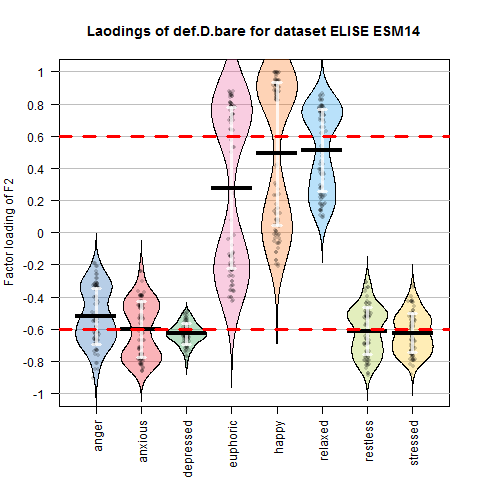 Laodings of def.D.bare for dataset ELISE ESM14
Factor loading of F2
1
0.8
0.6
0.4
0.2
0
-0.2
-0.4
-0.6
-0.8
-1
anger
anxious
depressed
euphoric
happy
relaxed
restless
stressed